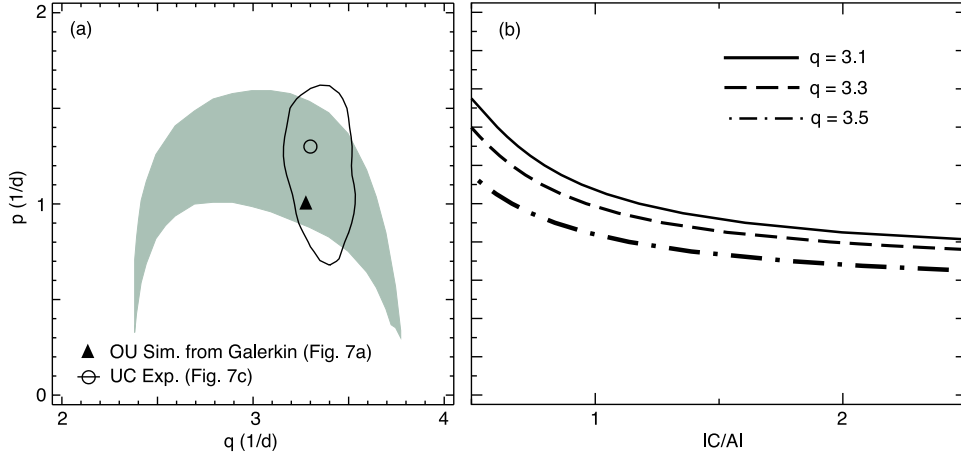 (a)
2
1
0
p (1/d)
▲ OU Sim. from Galerkin (Fig. 7a)
UC Exp. (Fig. 7c)
2 3 4
q (1/d)
(b)
q = 3.1
q = 3.3
q = 3.5
1 2
IC/AI